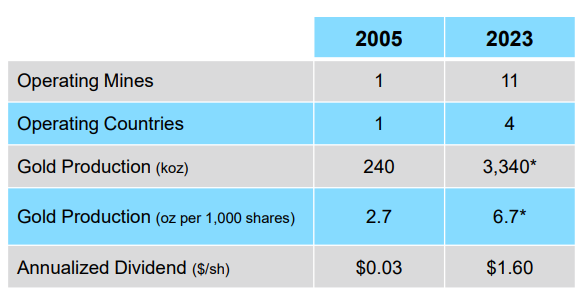 2005 2023
Operating Mines 1 11
Operating Countries 1 4
Gold Production (koz) 240 3,340*
Gold Production (oz per 1,000 shares) 2.7 6.7*
Annualized Dividend ($/sh) $0.03 $1.60